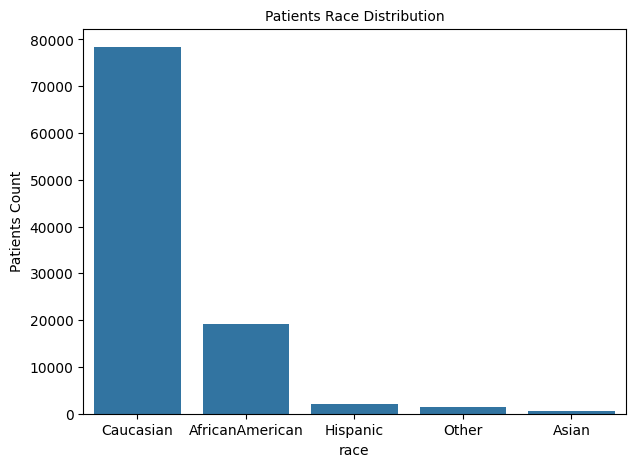 Patients Race Distribution
Patients Count
80000
70000
60000
50000
40000
30000
20000
10000
0
Caucasian AfricanAmerican Hispanic Other Asian
race